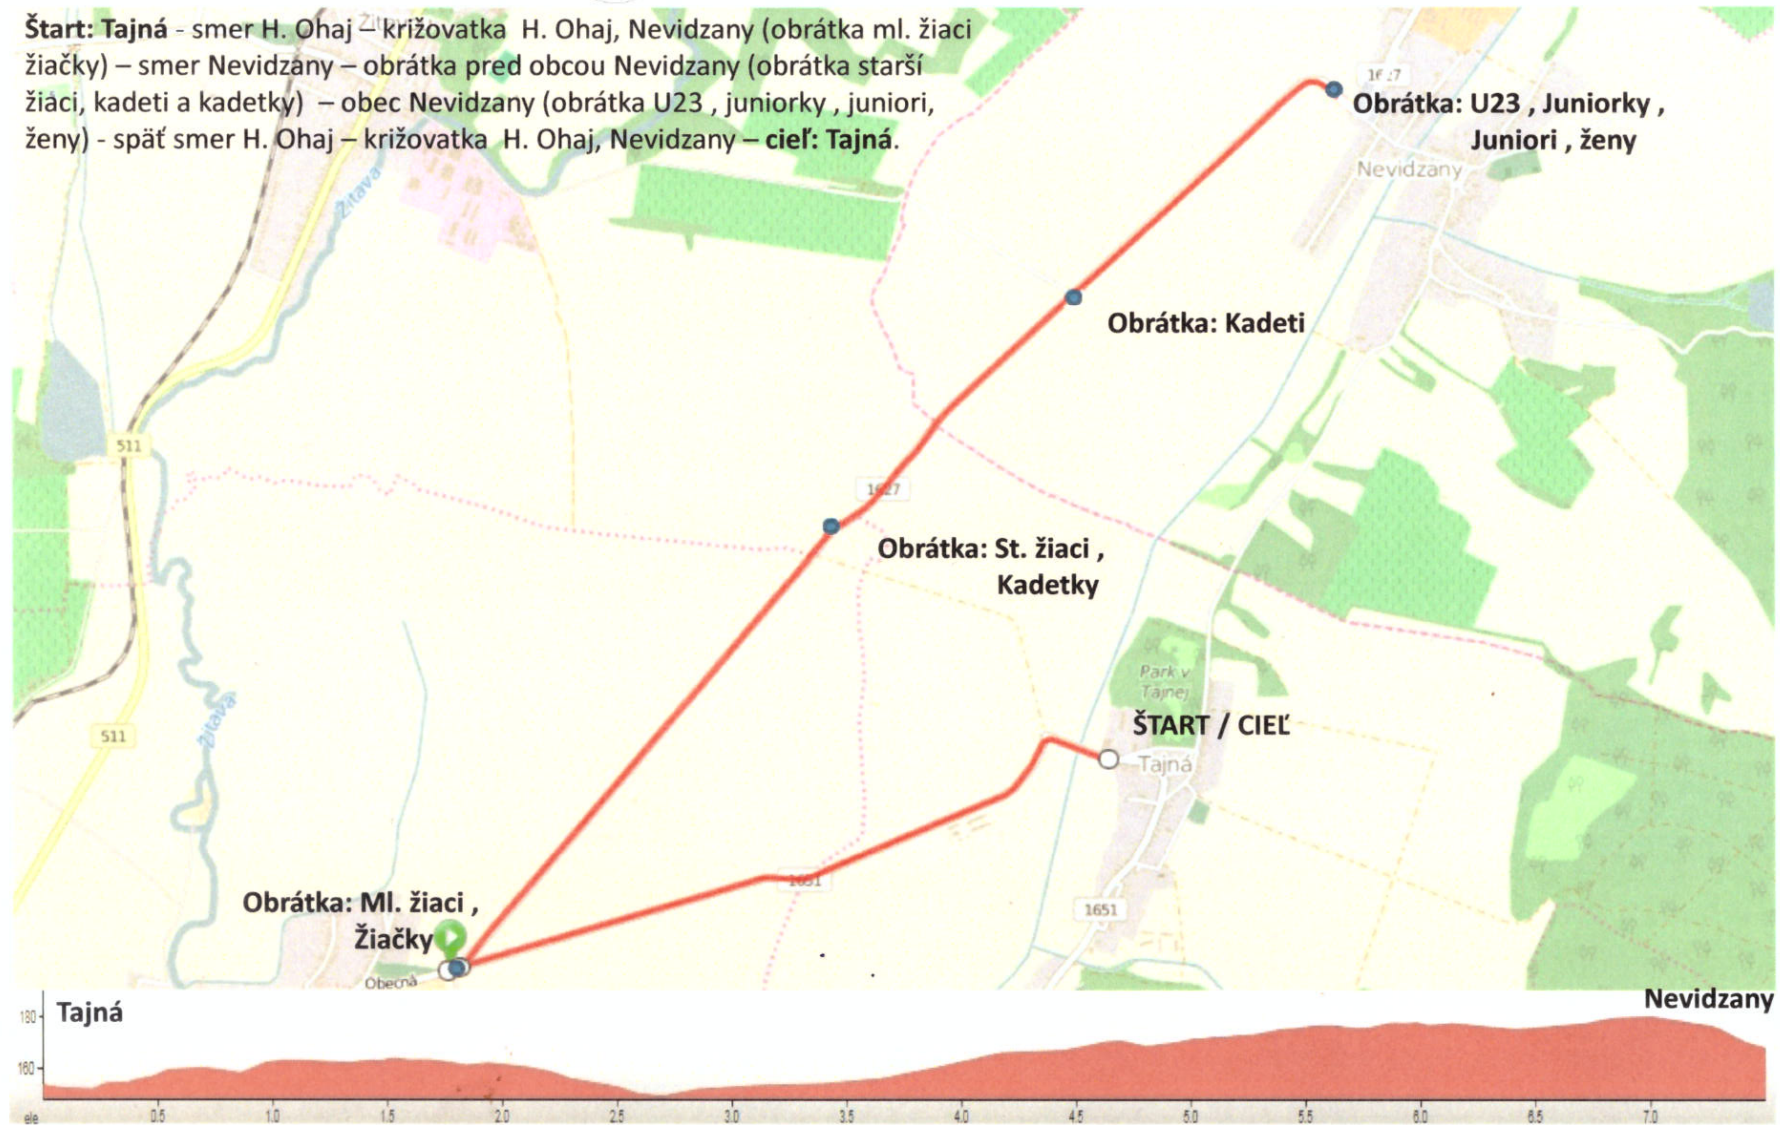 Štart: Tajná - smer H. Ohaj – križovatka H. Ohaj, Nevidzany (obrátka ml. žiaci
žiačky) – smer Nevidzany – obrátka pred obcou Nevidzany (obrátka starší
žiaci, kadeti a kadetky) – obec Nevidzany (obrátka U23 , juniorky , juniori,
ženy) - späť smer H. Ohaj – križovatka H. Ohaj, Nevidzany – cieľ: Tajná.
Obrátka: U23 , Juniorky ,
Juniori , ženy
Nevidzany
Žitava
Obrátka: Kadeti
511
1627
Obrátka: St. žiaci ,
Kadetky
Park v
Tajnej
Žitava
511
ŠTART / CIEĽ
Tajná
1651
Obrátka: Ml. žiaci ,
Žiačky
1651
Obecná
Tajná
Nevidzany
180
160
ele
0.5 1.0 1.5 2.0 2.5 3.0 3.5 4.0 4.5 5.0 5.5 6.0 6.5 7.0